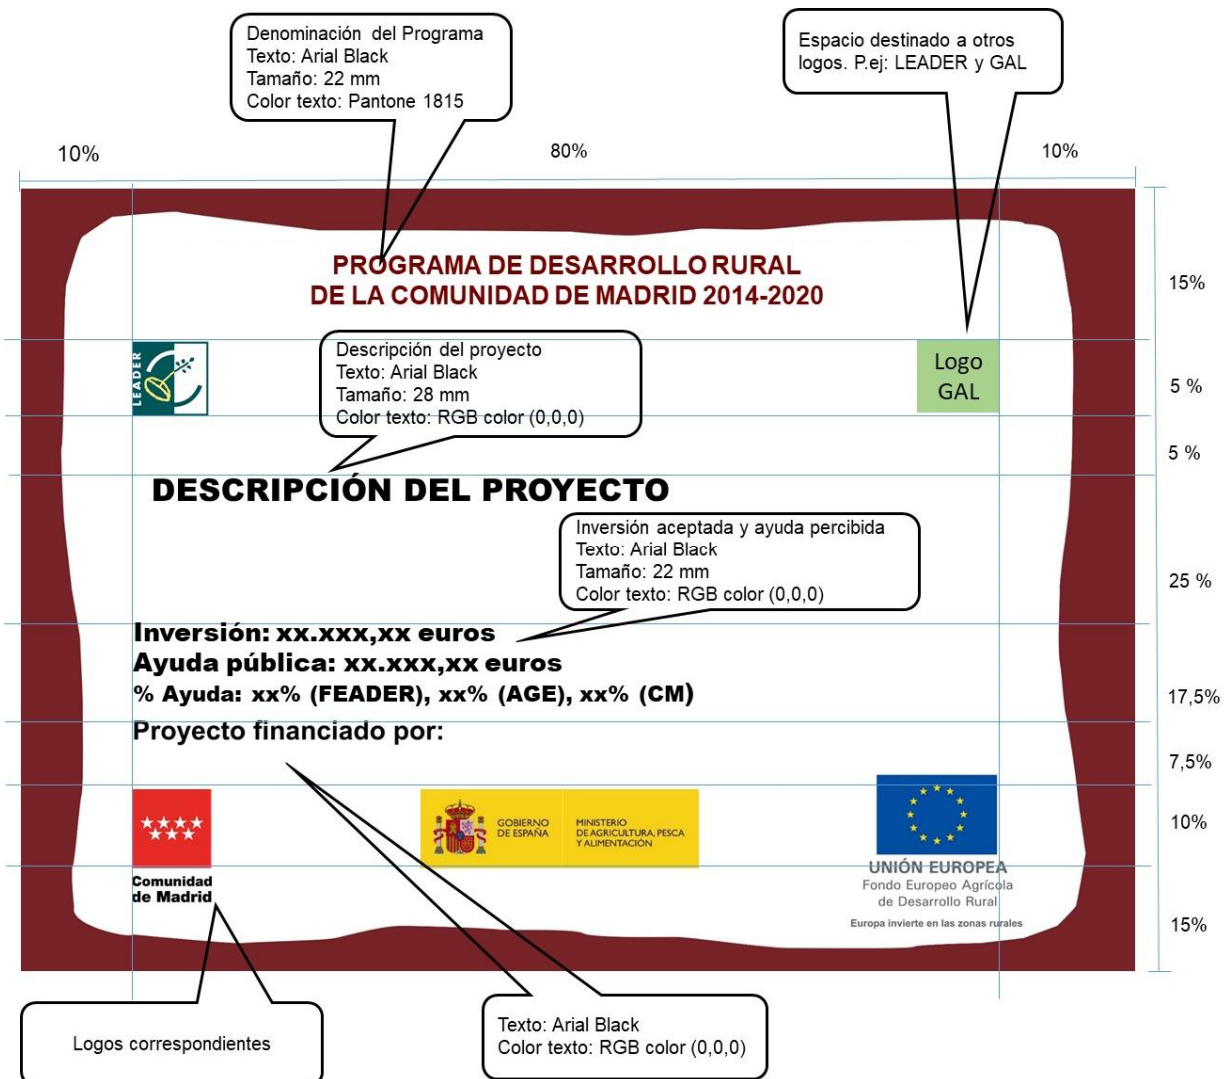 Denominación del Programa
Texto: Arial Black
Tamaño: 22 mm
Color texto: Pantone 1815
Espacio destinado a otros
logos. P.ej: LEADER y GAL
10%
80%
10%
PROGRAMA DE DESARROLLO RURAL
DE LA COMUNIDAD DE MADRID 2014-2020
15%
LEADER
Descripción del proyecto
Texto: Arial Black
Tamaño: 28 mm
Color texto: RGB color (0,0,0)
Logo
GAL
5 %
5 %
DESCRIPCIÓN DEL PROYECTO
Inversión aceptada y ayuda percibida
Texto: Arial Black
Tamaño: 22 mm
Color texto: RGB color (0,0,0)
25 %
Inversión: xx.xxx,xx euros
Ayuda pública: xx.xxx,xx euros
% Ayuda: xx% (FEADER), xx% (AGE), xx% (CM)
17,5%
Proyecto financiado por:
7,5%
GOBIERNO
DE ESPAÑA
MINISTERIO
DE AGRICULTURA, PESCA
Y ALIMENTACIÓN
10%
Comunidad
de Madrid
UNIÓN EUROPEA
Fondo Europeo Agrícola
de Desarrollo Rural
Europa invierte en las zonas rurales
15%
Logos correspondientes
Texto: Arial Black
Color texto: RGB color (0,0,0)